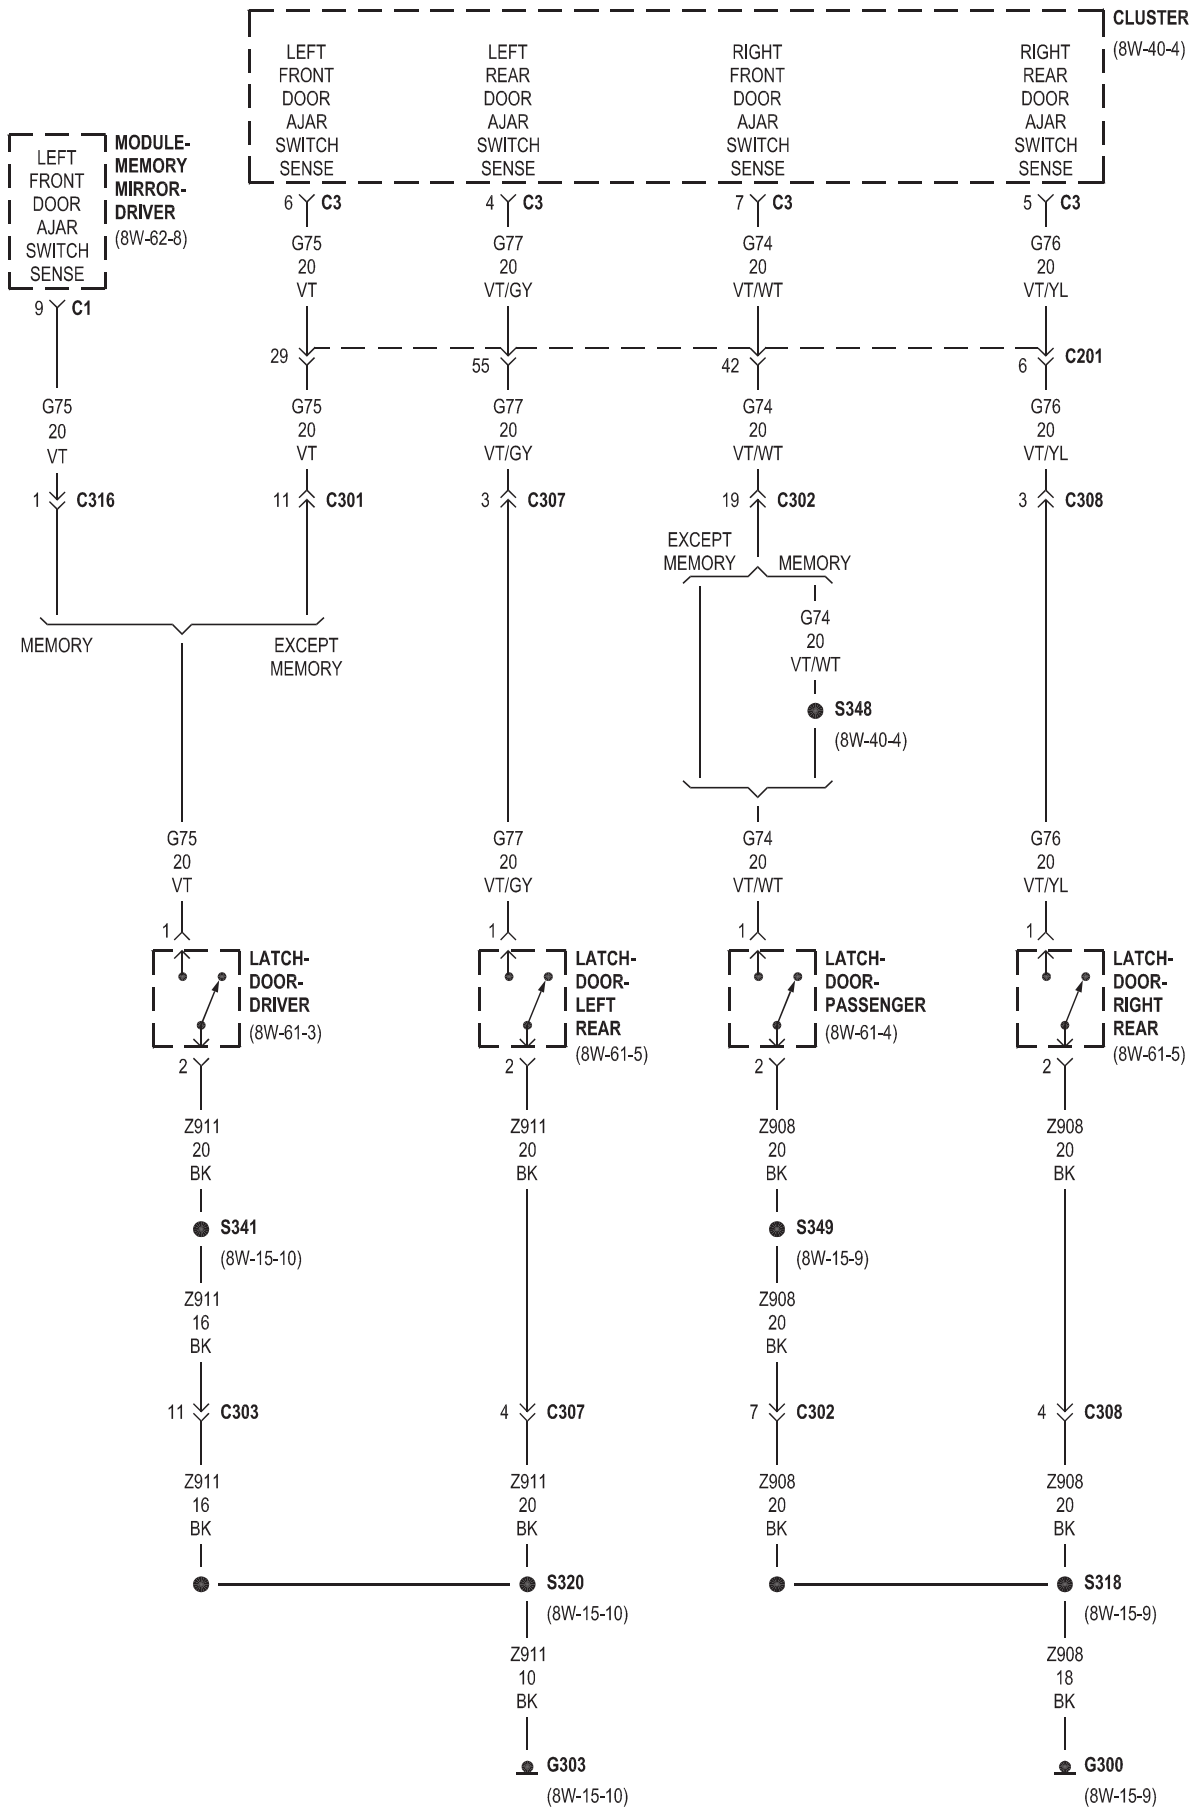 CLUSTER
(8W-40-4)
LEFT
FRONT
DOOR
AJAR
SWITCH
SENSE
LEFT
REAR
DOOR
AJAR
SWITCH
SENSE
RIGHT
FRONT
DOOR
AJAR
SWITCH
SENSE
RIGHT
REAR
DOOR
AJAR
SWITCH
SENSE
LEFT
FRONT
DOOR
AJAR
SWITCH
SENSE
MODULE-
MEMORY
MIRROR-
DRIVER
(8W-62-8)
6 C3
4 C3
7 C3
5 C3
G75
20
VT
G77
20
VT/GY
G74
20
VT/WT
G76
20
VT/YL
9 C1
29
55
42
6 C201
G75
20
VT
G75
20
VT
G77
20
VT/GY
G74
20
VT/WT
G76
20
VT/YL
1 C316
11 C301
3 C307
19 C302
3 C308
EXCEPT
MEMORY
MEMORY
MEMORY
EXCEPT
MEMORY
G74
20
VT/WT
S348
(8W-40-4)
G75
20
VT
G77
20
VT/GY
G74
20
VT/WT
G76
20
VT/YL
1
1
1
1
LATCH-
DOOR-
DRIVER
(8W-61-3)
LATCH-
DOOR-
LEFT
REAR
(8W-61-5)
LATCH-
DOOR-
PASSENGER
(8W-61-4)
LATCH-
DOOR-
RIGHT
REAR
(8W-61-5)
2
2
2
2
Z911
20
BK
Z911
20
BK
Z908
20
BK
Z908
20
BK
S341
(8W-15-10)
S349
(8W-15-9)
Z911
16
BK
Z908
20
BK
11 C303
4 C307
7 C302
4 C308
Z911
16
BK
Z911
20
BK
Z908
20
BK
Z908
20
BK
S320
(8W-15-10)
S318
(8W-15-9)
Z911
10
BK
Z908
18
BK
G303
(8W-15-10)
G300
(8W-15-9)